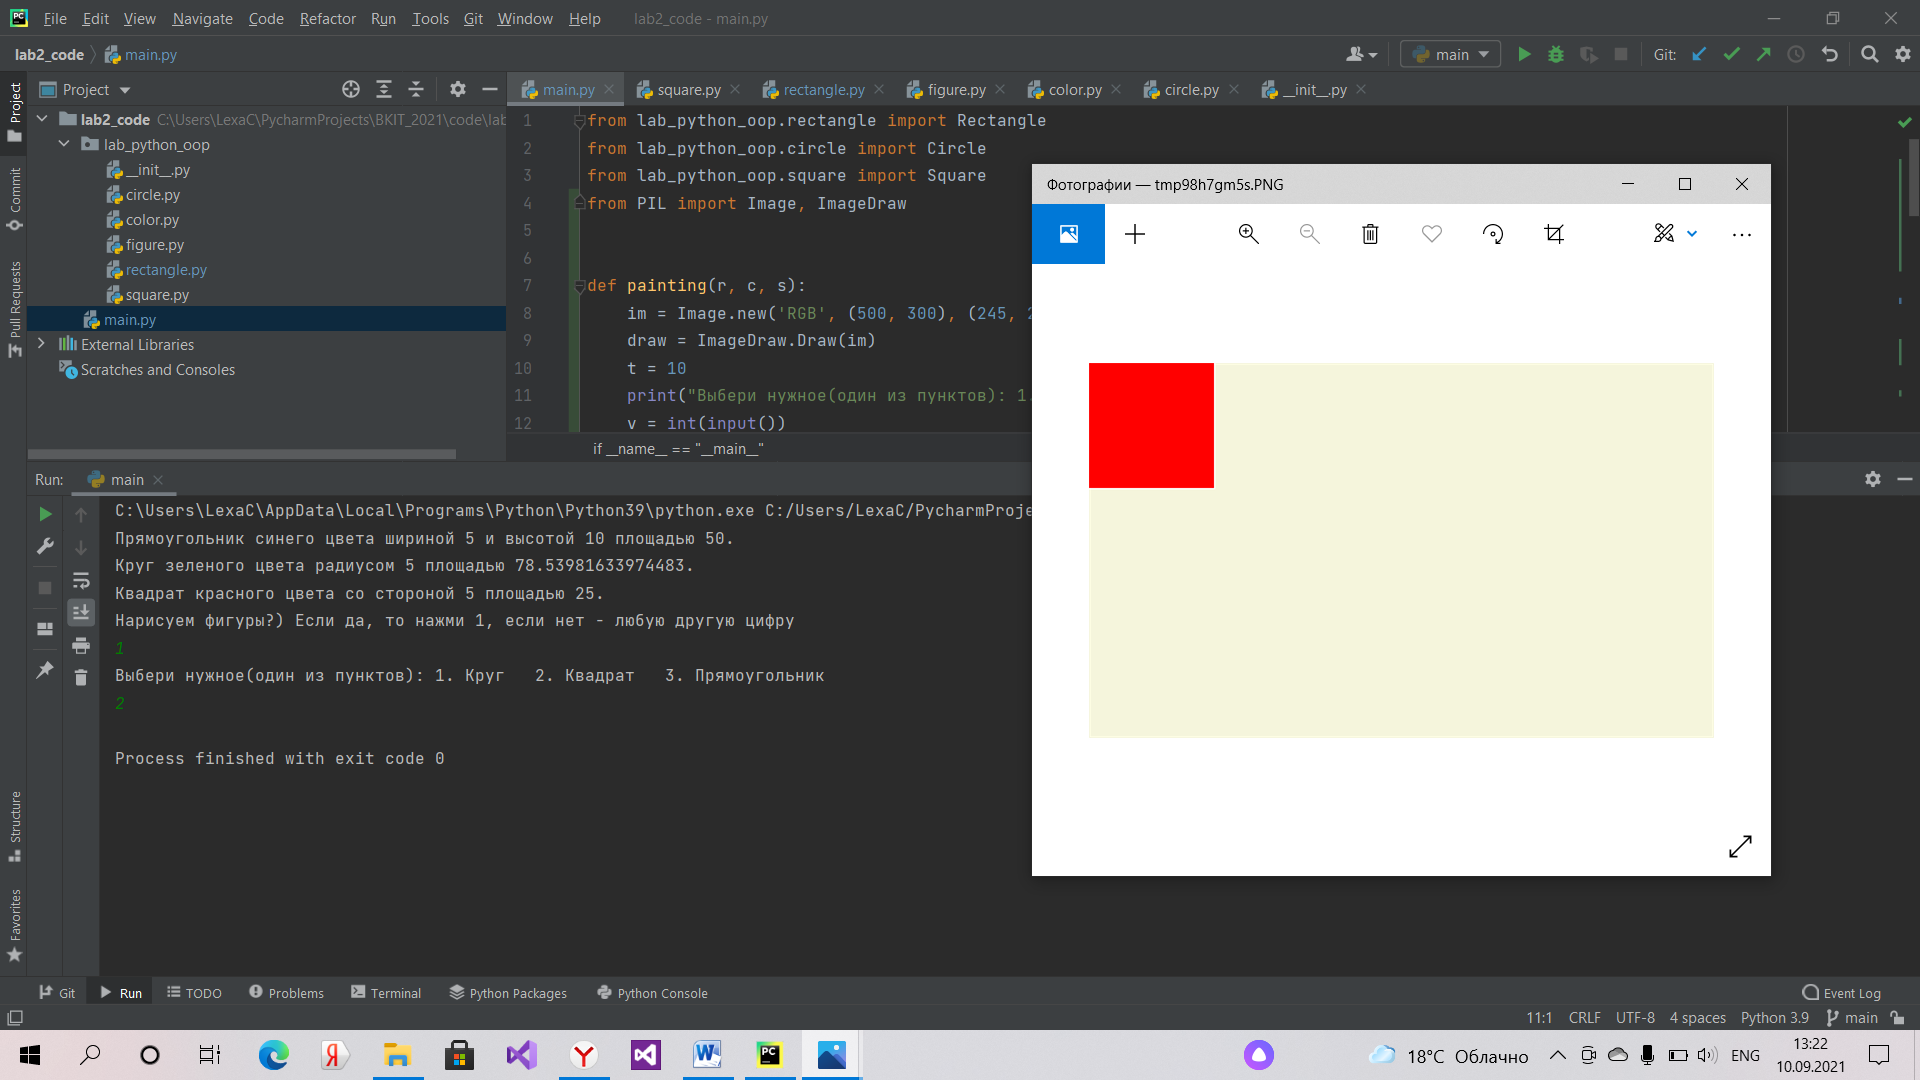 File Edit View Navigate Code Refactor Run Tools Git Window Help lab2_code - main.py
lab2_code main.py
main Git:
Project
main.py square.py rectangle.py figure.py color.py circle.py __init__.py
lab2_code C:\Users\LexaC\PycharmProjects\BKIT_2021\code\lab
lab_python_oop
__init__.py
circle.py
color.py
figure.py
rectangle.py
square.py
main.py
External Libraries
Scratches and Consoles
Project
Commit
Pull Requests
Structure
Favorites
1 from lab_python_oop.rectangle import Rectangle
2 from lab_python_oop.circle import Circle
3 from lab_python_oop.square import Square
4 from PIL import Image, ImageDraw
5
6
7 def painting(r, c, s):
8 im = Image.new('RGB', (500, 300), (245, 2
9 draw = ImageDraw.Draw(im)
10 t = 10
11 print("Выбери нужное(один из пунктов): 1.
12 v = int(input())
if __name__ == "__main__"
Фотографии — tmp98h7gm5s.PNG
Run: main
C:\Users\LexaC\AppData\Local\Programs\Python\Python39\python.exe C:/Users/LexaC/PycharmProje
Прямоугольник синего цвета шириной 5 и высотой 10 площадью 50.
Круг зеленого цвета радиусом 5 площадью 78.53981633974483.
Квадрат красного цвета со стороной 5 площадью 25.
Нарисуем фигуры?) Если да, то нажми 1, если нет - любую другую цифру
1
Выбери нужное(один из пунктов): 1. Круг 2. Квадрат 3. Прямоугольник
2
Process finished with exit code 0
Git Run TODO Problems Terminal Python Packages Python Console Event Log
11:1 CRLF UTF-8 4 spaces Python 3.9 main
18°C Облачно ENG 13:22
10.09.2021